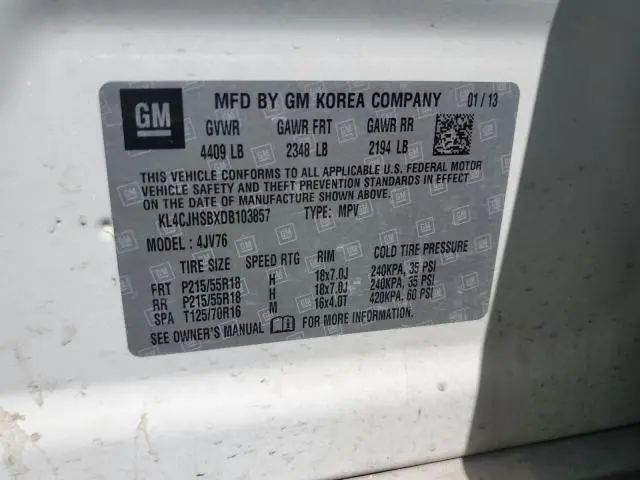 GM MFD BY GM KOREA COMPANY 01 / 13
GVWR GAWR FRT GAWR RR
4409 LB 2348 LB 2194 LB
THIS VEHICLE CONFORMS TO ALL APPLICABLE U.S. FEDERAL MOTOR
VEHICLE SAFETY AND THEFT PREVENTION STANDARDS IN EFFECT
ON THE DATE OF MANUFACTURE SHOWN ABOVE.
KL4CJHSBXDB103857 TYPE: MPV
MODEL: 4JV76
TIRE SIZE SPEED RTG RIM COLD TIRE PRESSURE
FRT P215/55R18 H 18x7.0J 240KPA, 35 PSI
RR P215/55R18 H 18x7.0J 240KPA, 35 PSI
SPA T125/70R16 M 16x4.0T 420KPA, 60 PSI
SEE OWNER'S MANUAL FOR MORE INFORMATION.